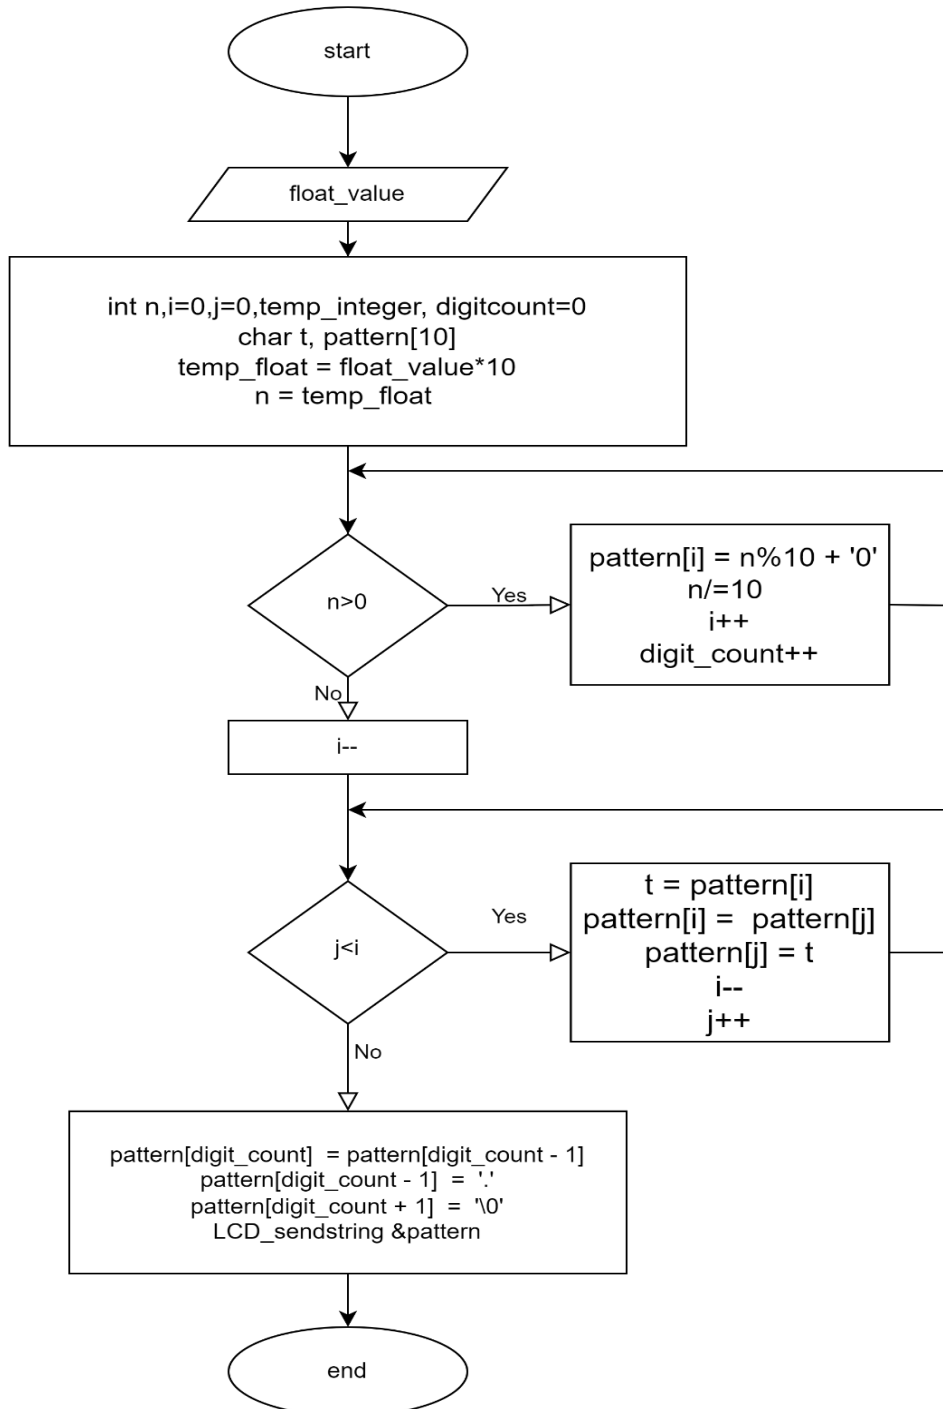 start
float_value
int n,i=0,j=0,temp_integer, digitcount=0
char t, pattern[10]
temp_float = float_value*10
n = temp_float
n>0
Yes
pattern[i] = n%10 + '0'
n/=10
i++
digit_count++
No
i--
j<i
Yes
t = pattern[i]
pattern[i] =  pattern[j]
pattern[j] = t
i--
j++
No
pattern[digit_count]  = pattern[digit_count - 1]
pattern[digit_count - 1]  =  '.'
pattern[digit_count + 1]  =  '\0'
LCD_sendstring &pattern
end